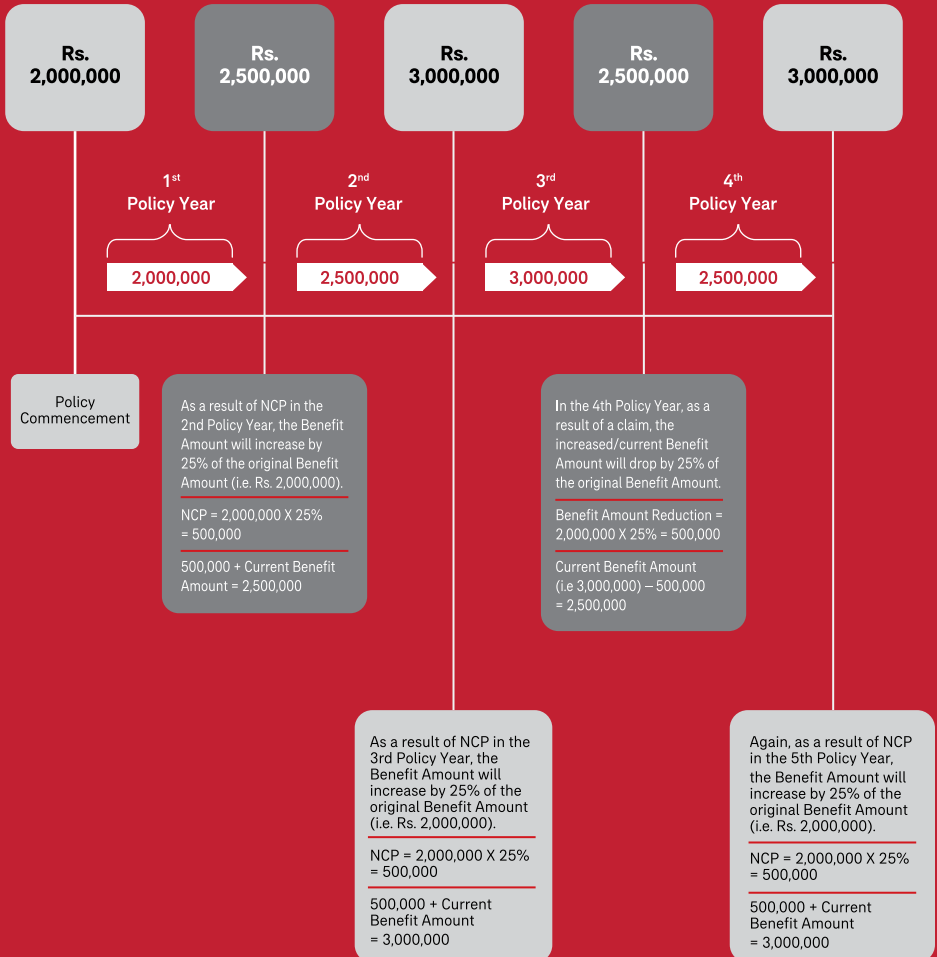 Rs.
2,000,000
Rs.
2,500,000
Rs.
3,000,000
Rs.
2,500,000
Rs.
3,000,000
1st
Policy Year
2nd
Policy Year
3rd
Policy Year
4th
Policy Year
2,000,000
2,500,000
3,000,000
2,500,000
Policy
Commencement
As a result of NCP in the
2nd Policy Year, the Benefit
Amount will increase by
25% of the original Benefit
Amount (i.e. Rs. 2,000,000).
NCP = 2,000,000 X 25%
= 500,000
500,000 + Current Benefit
Amount = 2,500,000
In the 4th Policy Year, as a
result of a claim, the
increased/current Benefit
Amount will drop by 25% of
the original Benefit Amount.
Benefit Amount Reduction =
2,000,000 X 25% = 500,000
Current Benefit Amount
(i.e 3,000,000) – 500,000
= 2,500,000
As a result of NCP in the
3rd Policy Year, the
Benefit Amount will
increase by 25% of the
original Benefit Amount
(i.e. Rs. 2,000,000).
NCP = 2,000,000 X 25%
= 500,000
500,000 + Current
Benefit Amount
= 3,000,000
Again, as a result of NCP
in the 5th Policy Year,
the Benefit Amount will
increase by 25% of the
original Benefit Amount
(i.e. Rs. 2,000,000).
NCP = 2,000,000 X 25%
= 500,000
500,000 + Current
Benefit Amount
= 3,000,000